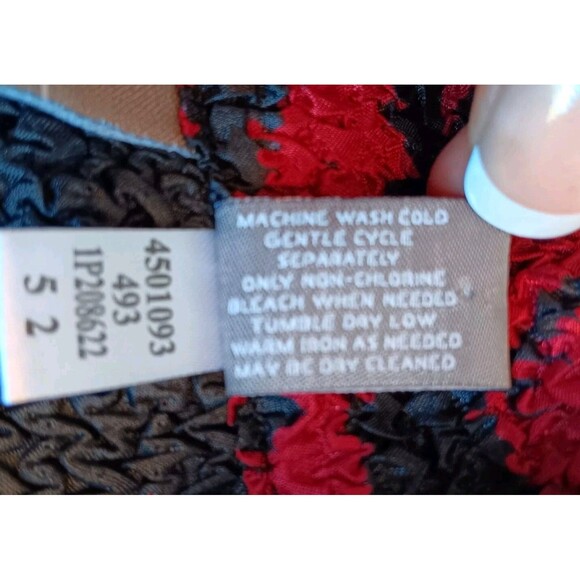 4501093
493
1P208622
5 2
MACHINE WASH COLD
GENTLE CYCLE
SEPARATELY
ONLY NON-CHLORINE
BLEACH WHEN NEEDED
TUMBLE DRY LOW
WARM IRON AS NEEDED
MAY BE DRY CLEANED